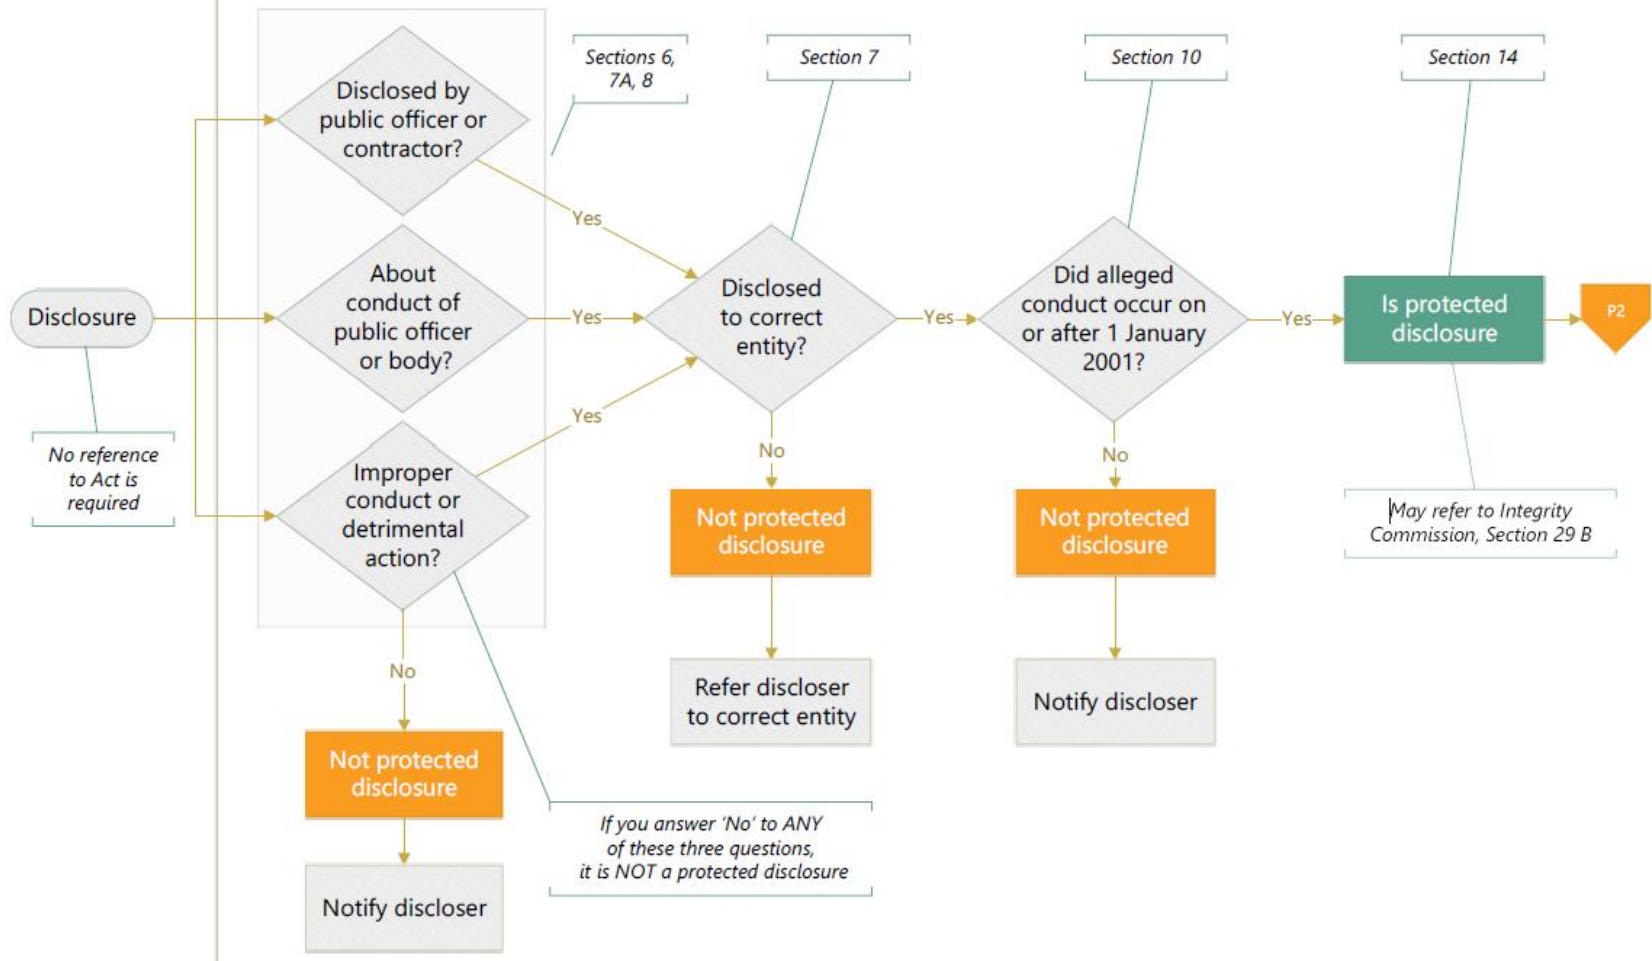 Disclosure
No reference
to Act is
required
Disclosed by
public officer or
contractor?
About
conduct of
public officer
or body?
Improper
conduct or
detrimental
action?
Sections 6,
7A, 8
Yes
Yes
Yes
No
Not protected
disclosure
Notify discloser
If you answer ‘No’ to ANY
of these three questions,
it is NOT a protected disclosure
Section 7
Disclosed
to correct
entity?
Yes
No
Not protected
disclosure
Refer discloser
to correct entity
Section 10
Did alleged
conduct occur on
or after 1 January
2001?
Yes
No
Not protected
disclosure
Notify discloser
Section 14
Is protected
disclosure
P2
May refer to Integrity
Commission, Section 29 B